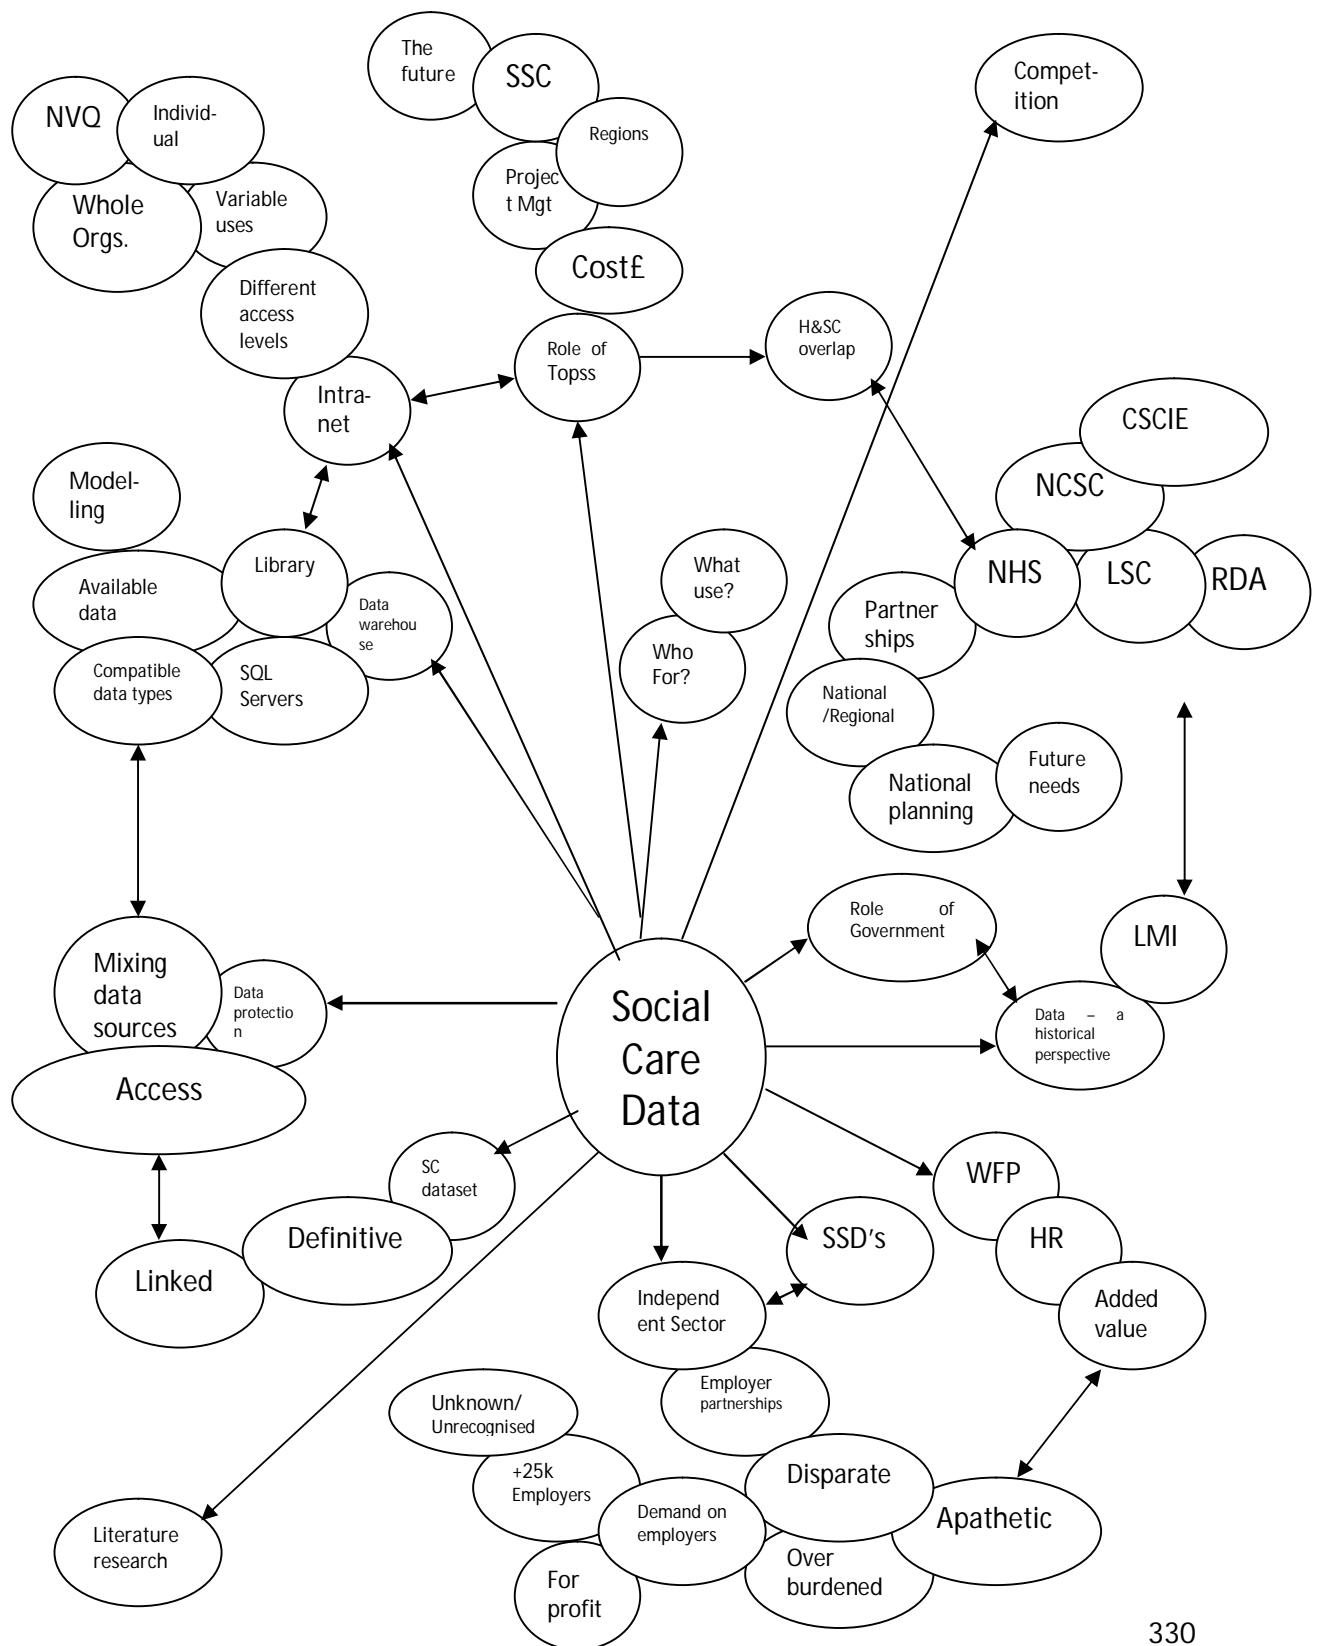 The
future
SSC
Regions
Projec
t Mgt
Cost£
Compet-
ition
NVQ
Individ-
ual
Whole
Orgs.
Variable
uses
Different
access
levels
Intra-
net
Role of
Topss
H&SC
overlap
CSCIE
NCSC
NHS
LSC
RDA
Model-
ling
Available
data
Library
Data
warehou
se
Compatible
data types
SQL
Servers
What
use?
Who
For?
Partner
ships
National
/Regional
National
planning
Future
needs
Role of
Government
LMI
Data – a
historical
perspective
Mixing
data
sources
Data
protectio
n
Access
Social
Care
Data
SC
dataset
Definitive
Linked
WFP
HR
Added
value
SSD's
Independ
ent Sector
Employer
partnerships
Unknown/
Unrecognised
+25k
Employers
Demand on
employers
Disparate
Apathetic
Over
burdened
For
profit
Literature
research
330